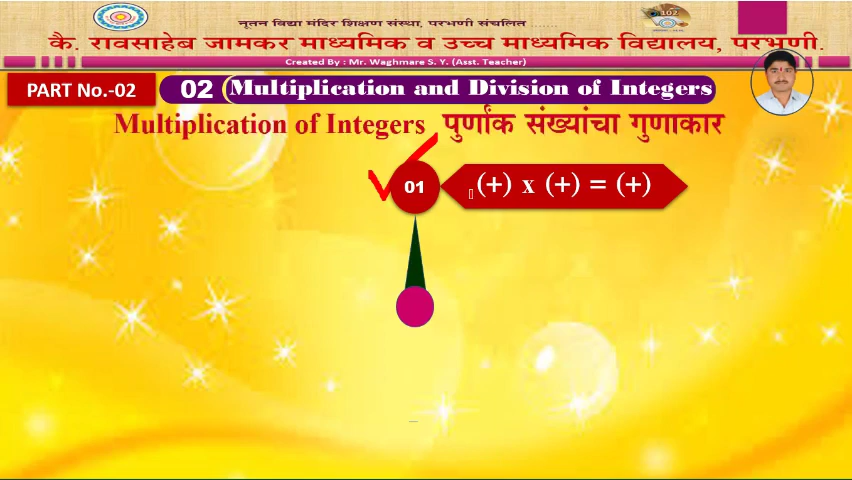 नूतन विद्या मंदिर शिक्षण संस्था, परभणी संचलित ........
102
कै. रावसाहेब जामकर माध्यमिक व उच्च माध्यमिक विद्यालय, परभणी.
Created By : Mr. Waghmare S. Y. (Asst. Teacher)
PART No.-02
02 (Multiplication and Division of Integers
Multiplication of Integers पुर्णांक संख्यांचा गुणाकार
01 (+) x (+) = (+)